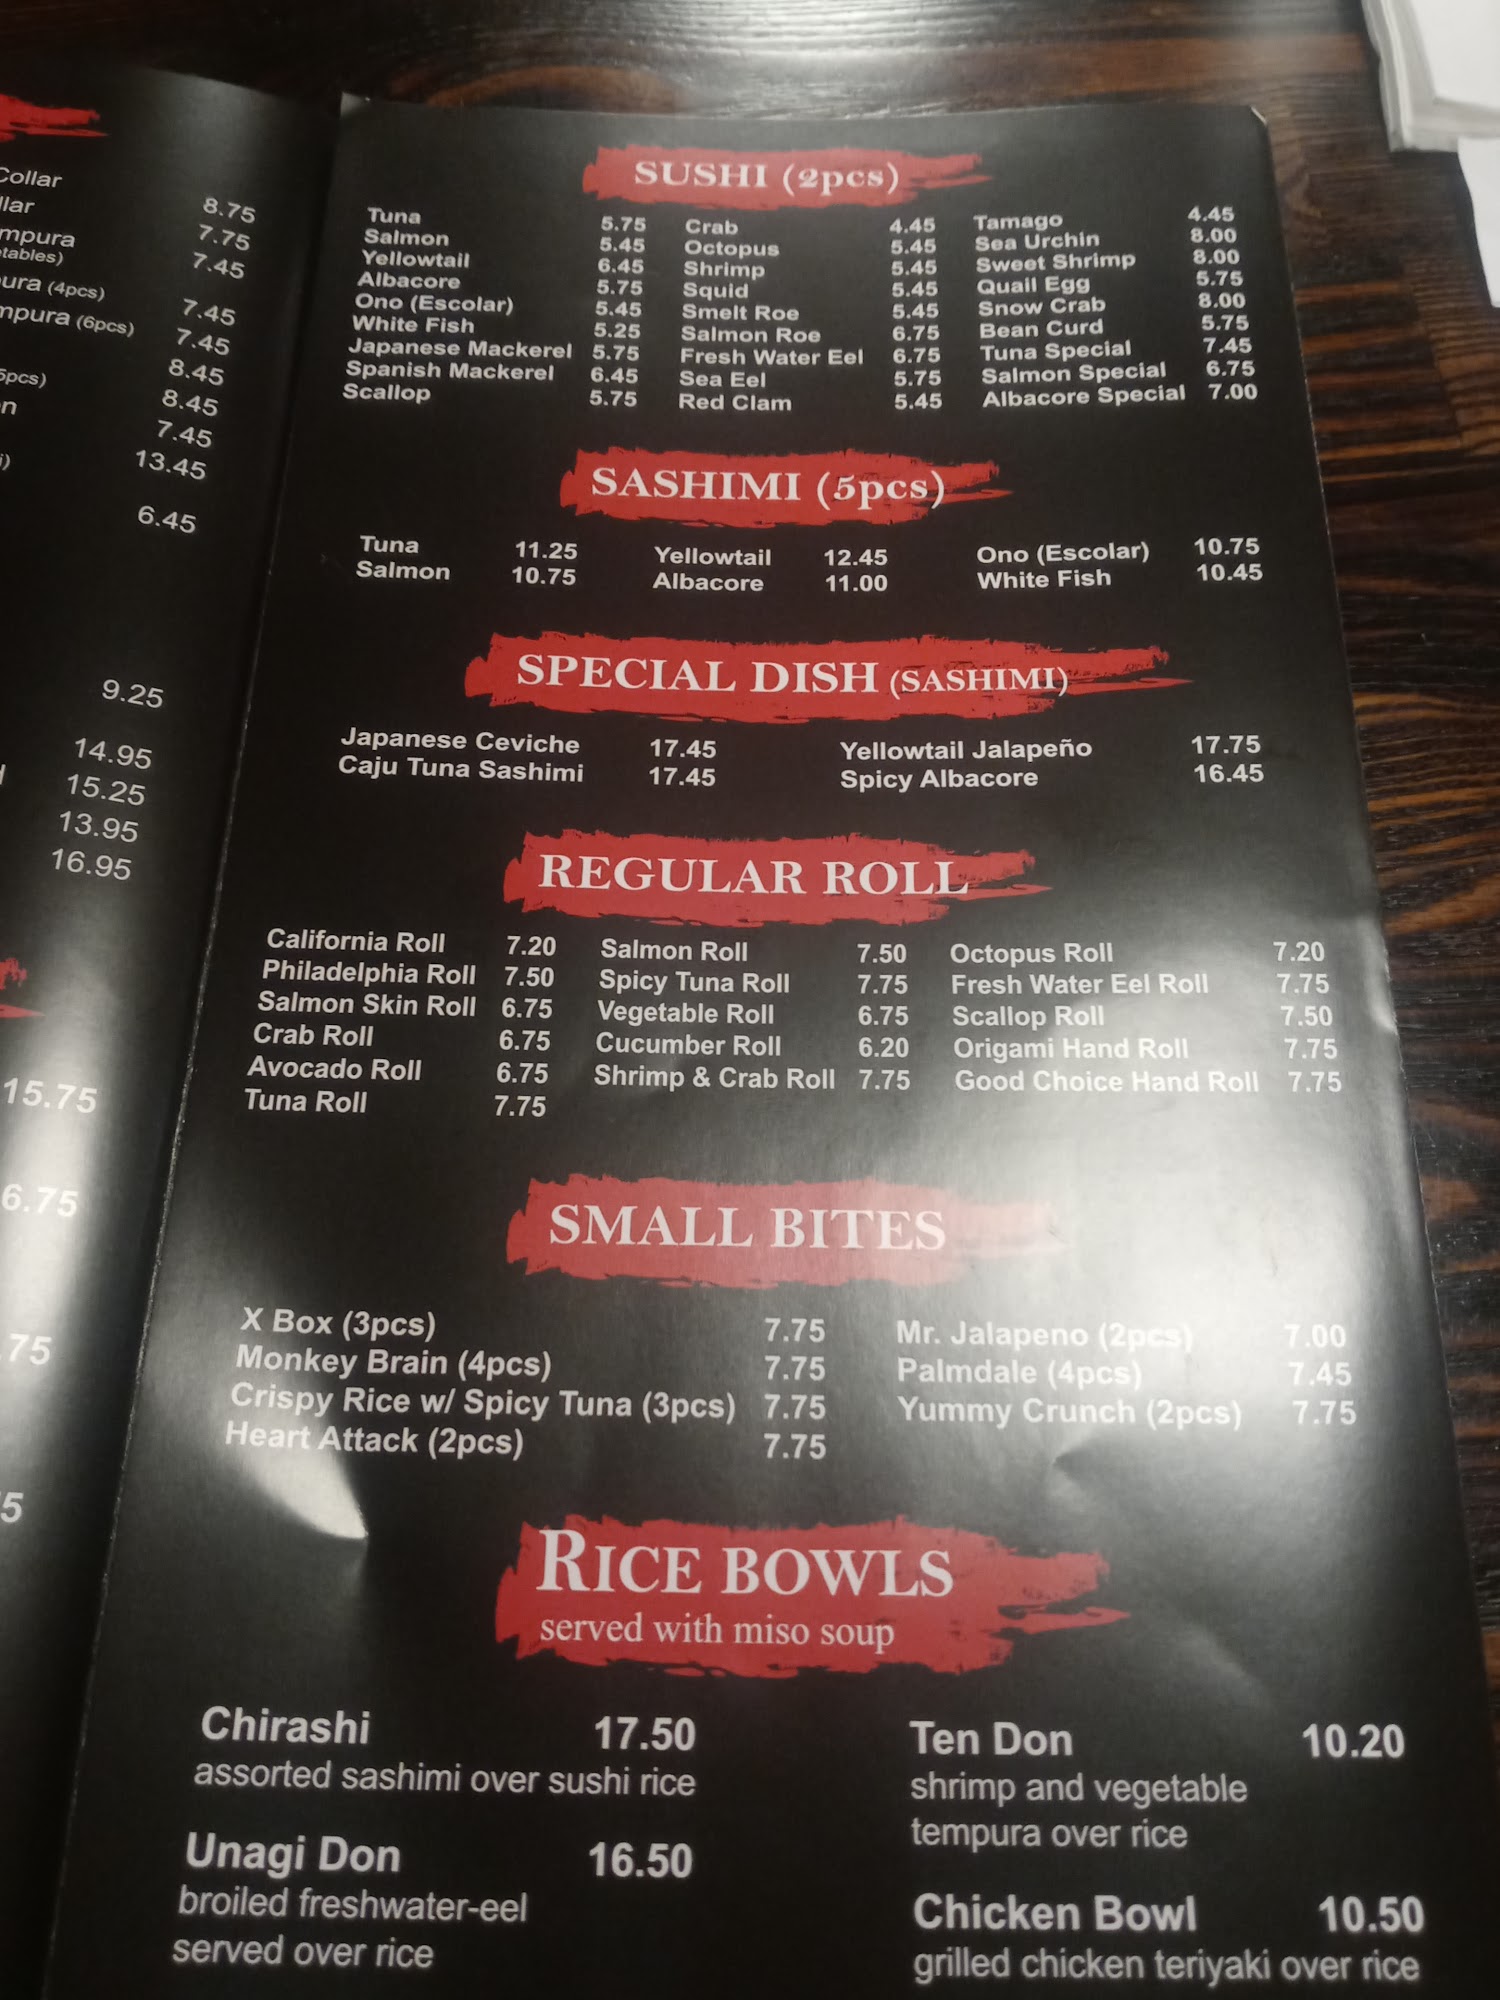 Collar
8.75
7.75
7.45
(4pcs)
7.45
(6pcs)
7.45
8.45
8.45
7.45
13.45
6.45
9.25
14.95
15.25
13.95
16.95
15.75
6.75
SUSHI (2pcs)
Tuna 5.75 Crab 4.45 Tamago 4.45
Salmon 5.45 Octopus 5.45 Sea Urchin 8.00
Yellowtail 6.45 Shrimp 5.45 Sweet Shrimp 8.00
Albacore 5.75 Squid 5.45 Quail Egg 5.75
Ono (Escolar) 5.45 Smelt Roe 5.45 Snow Crab 8.00
White Fish 5.25 Salmon Roe 6.75 Bean Curd 5.75
Japanese Mackerel 5.75 Fresh Water Eel 6.75 Tuna Special 7.45
Spanish Mackerel 6.45 Sea Eel 5.75 Salmon Special 6.75
Scallop 5.75 Red Clam 5.45 Albacore Special 7.00
SASHIMI (5pcs)
Tuna 11.25 Yellowtail 12.45 Ono (Escolar) 10.75
Salmon 10.75 Albacore 11.00 White Fish 10.45
SPECIAL DISH (SASHIMI)
Japanese Ceviche 17.45 Yellowtail Jalapeño 17.75
Caju Tuna Sashimi 17.45 Spicy Albacore 16.45
REGULAR ROLL
California Roll 7.20 Salmon Roll 7.50 Octopus Roll 7.20
Philadelphia Roll 7.50 Spicy Tuna Roll 7.75 Fresh Water Eel Roll 7.75
Salmon Skin Roll 6.75 Vegetable Roll 6.75 Scallop Roll 7.50
Crab Roll 6.75 Cucumber Roll 6.20 Origami Hand Roll 7.75
Avocado Roll 6.75 Shrimp & Crab Roll 7.75 Good Choice Hand Roll 7.75
Tuna Roll 7.75
SMALL BITES
X Box (3pcs) 7.75 Mr. Jalapeno (2pcs) 7.00
Monkey Brain (4pcs) 7.75 Palmdale (4pcs) 7.45
Crispy Rice w/ Spicy Tuna (3pcs) 7.75 Yummy Crunch (2pcs) 7.75
Heart Attack (2pcs) 7.75
RICE BOWLS
served with miso soup
Chirashi 17.50
assorted sashimi over sushi rice
Unagi Don 16.50
broiled freshwater-eel
served over rice
Ten Don 10.20
shrimp and vegetable
tempura over rice
Chicken Bowl 10.50
grilled chicken teriyaki over rice